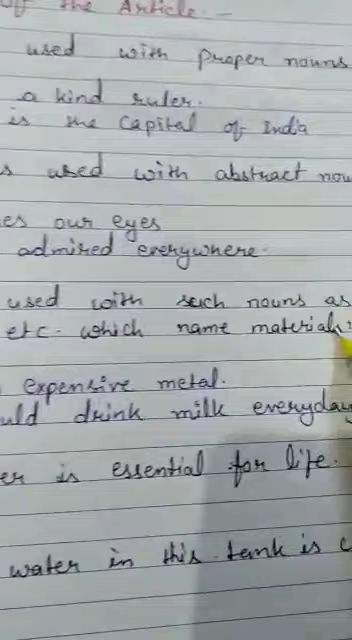 of the Article:-
used with proper nouns
a kind ruler.
is the capital of India
used with abstract nou
es our eyes
admired everywhere.
used with such nouns as
etc. which name materials
expensive metal.
uld drink milk everyday
er is essential for life.
water in this tank is c